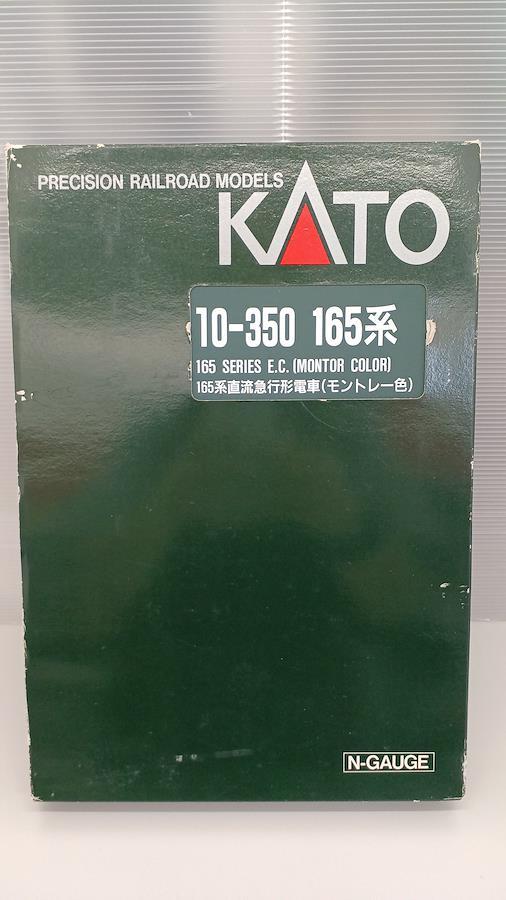 PRECISION RAILROAD MODELS
KATO
10-350 165系
165 SERIES E.C. (MONTOR COLOR)
165系直流急行形電車(モントレー色)
N-GAUGE